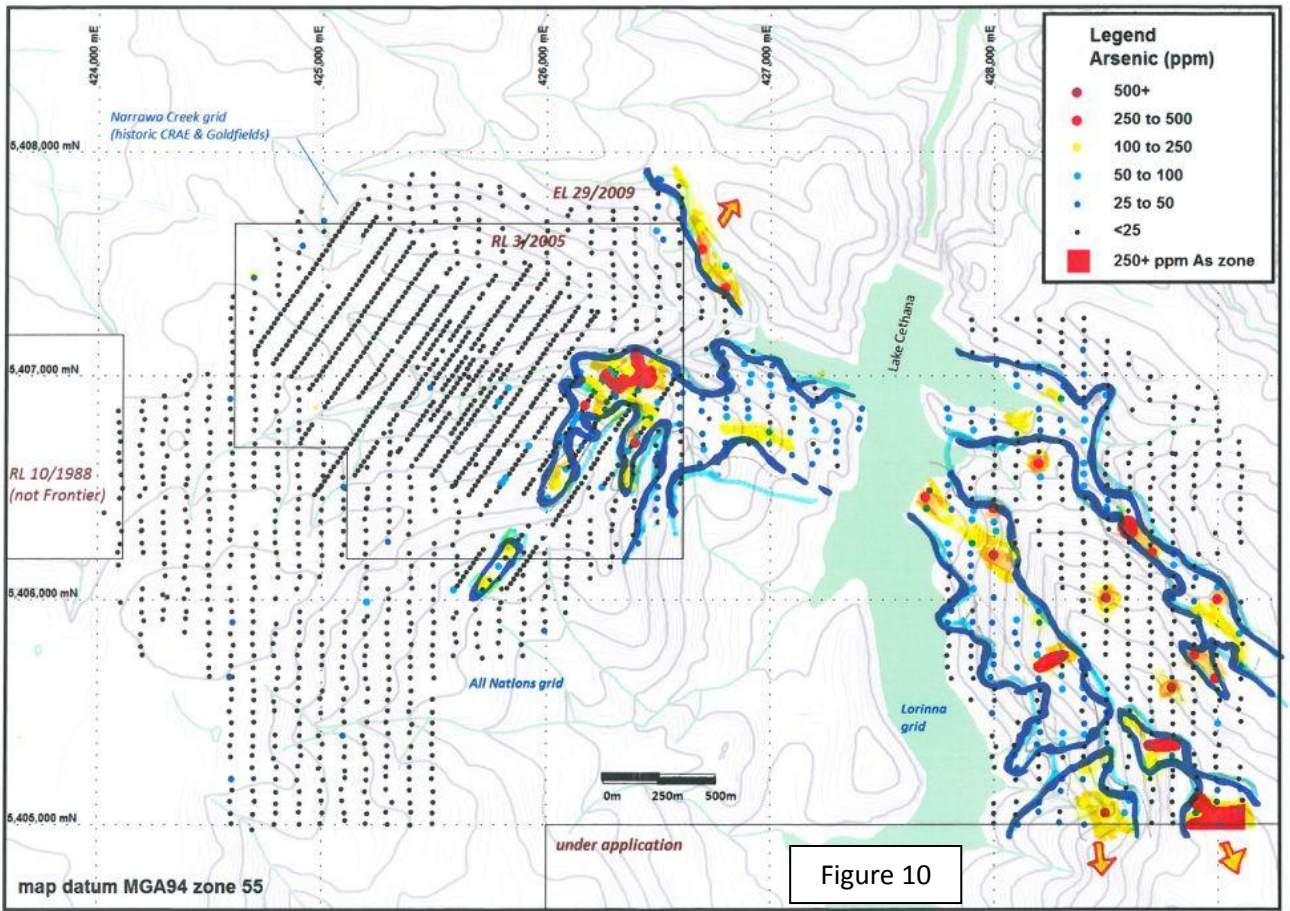 424,000 mE
425,000 mE
426,000 mE
427,000 mE
428,000 mE
Legend
Arsenic (ppm)
500+
250 to 500
100 to 250
50 to 100
25 to 50
<25
250+ ppm As zone
Narrawa Creek grid
(historic CRAE & Goldfields)
5,408,000 mN
EL 29/2009
RL 3/2005
Lake Cethana
5,407,000 mN
RL 10/1988
(not Frontier)
5,406,000 mN
All Nations grid
Lorinna
grid
0m 250m 500m
5,405,000 mN
under application
Figure 10
map datum MGA94 zone 55